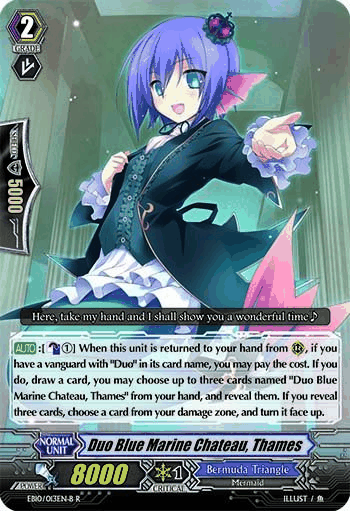 2
GRADE
SHIELD
5000
Here, take my hand and I shall show you a wonderful time♪
AUTO :[ ①] When this unit is returned to your hand from , if you
have a vanguard with "Duo" in its card name, you may pay the cost. If you
do, draw a card, you may choose up to three cards named "Duo Blue
Marine Chateau, Thames" from your hand, and reveal them. If you reveal
three cards, choose a card from your damage zone, and turn it face up.
NORMAL
UNIT
Duo Blue Marine Chateau, Thames
POWER
8000
1
CRITICAL
Bermuda Triangle
Mermaid
EB10/013EN-B R
ILLUST / 魚